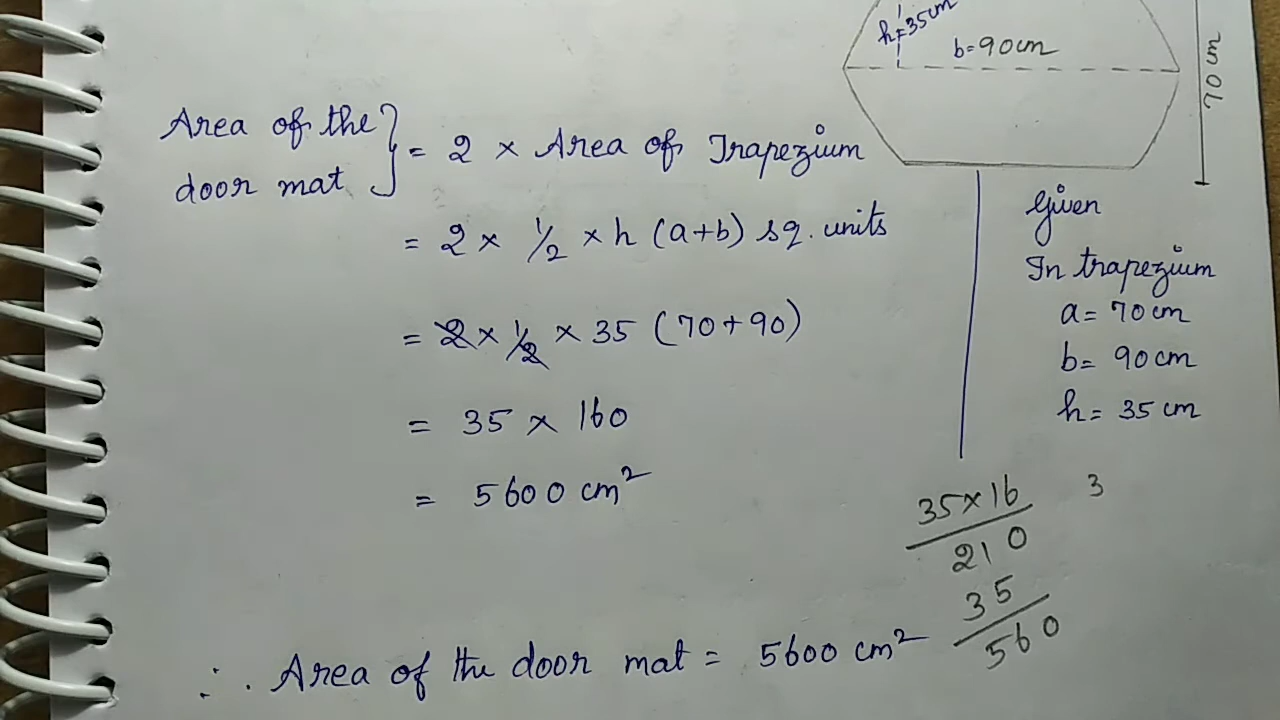 h=35cm
b=90cm
70 cm
Area of the
door mat } = 2 × Area of Trapezium
= 2 × 1/2 × h (a+b) sq. units
= 2 × 1/2 × 35 (70+90)
= 35 × 160
= 5600 cm²
∴ Area of the door mat = 5600 cm²
Given
In trapezium
a = 70 cm
b = 90 cm
h = 35 cm
35×16
210
35
560
3